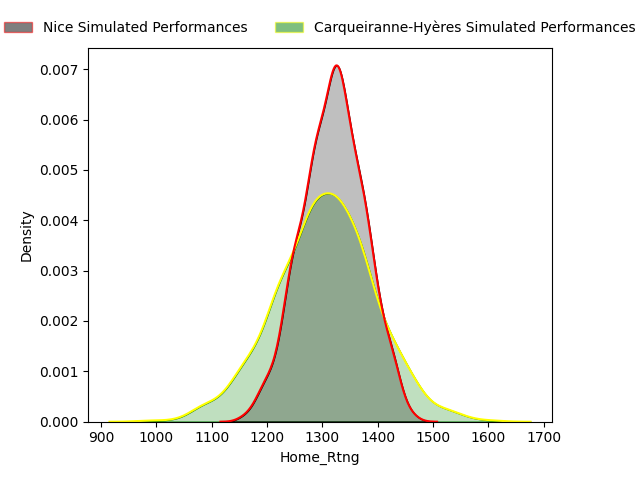 Nice Simulated Performances
Carqueiranne-Hyères Simulated Performances
0.007
0.006
0.005
0.004
0.003
0.002
0.001
0.000
Density
900 1000 1100 1200 1300 1400 1500 1600 1700
Home_Rtng